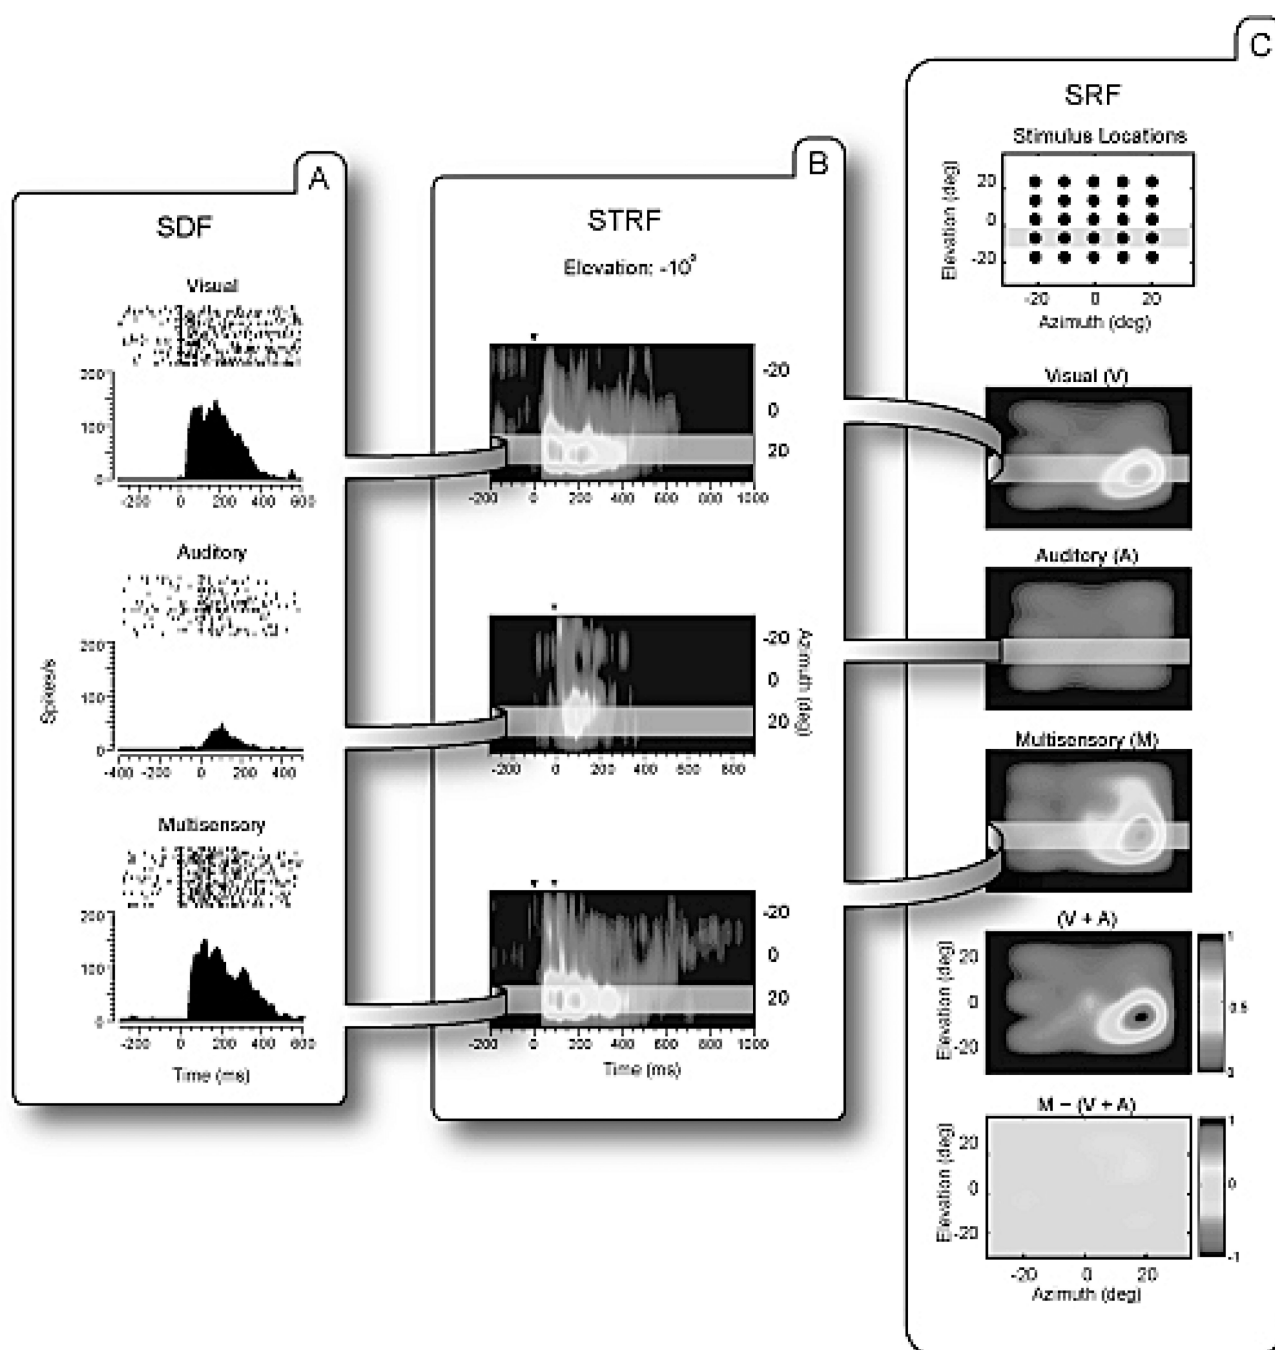 A
SDF
Visual
200
100
0
-200 0 200 400 600
Auditory
200
100
0
-400 -200 0 200 400
Spikes/s
Multisensory
200
100
0
-200 0 200 400 600
Time (ms)
B
STRF
Elevation: -10°
-20
0
20
-200 0 200 400 600 800 1000
-20
0
20
Azimuth (deg)
-200 0 200 400 600 800
-20
0
20
-200 0 200 400 600 800 1000
Time (ms)
C
SRF
Stimulus Locations
Elevation (deg)
20
0
-20
-20 0 20
Azimuth (deg)
Visual (V)
Auditory (A)
Multisensory (M)
(V + A)
Elevation (deg)
20
0
-20
1
0.5
M – (V + A)
Elevation (deg)
20
0
-20
1
0
-1
-20 0 20
Azimuth (deg)